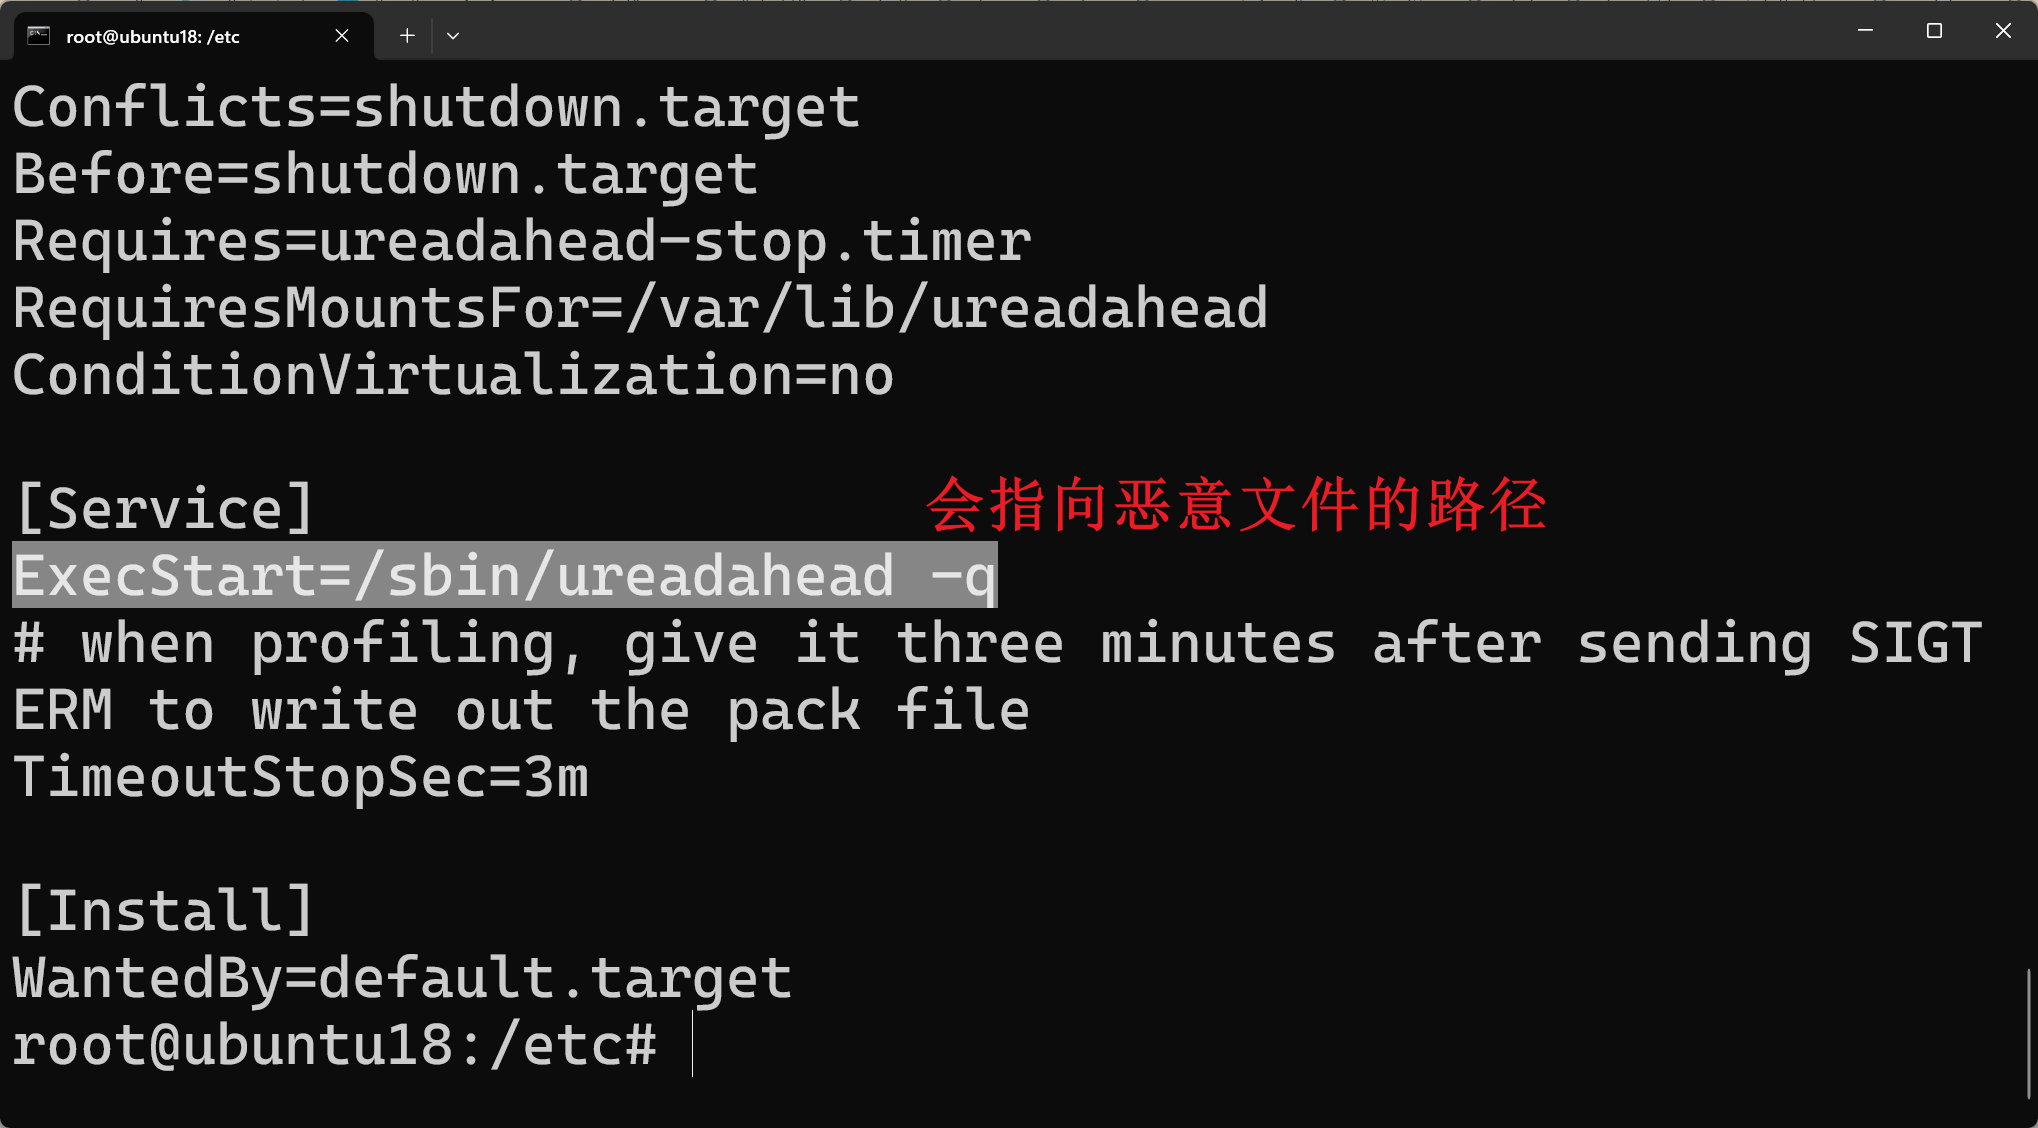 root@ubuntu18: /etc
Conflicts=shutdown.target
Before=shutdown.target
Requires=ureadahead-stop.timer
RequiresMountsFor=/var/lib/ureadahead
ConditionVirtualization=no
[Service]
会指向恶意文件的路径
ExecStart=/sbin/ureadahead -q
# when profiling, give it three minutes after sending SIGT
ERM to write out the pack file
TimeoutStopSec=3m
[Install]
WantedBy=default.target
root@ubuntu18:/etc#